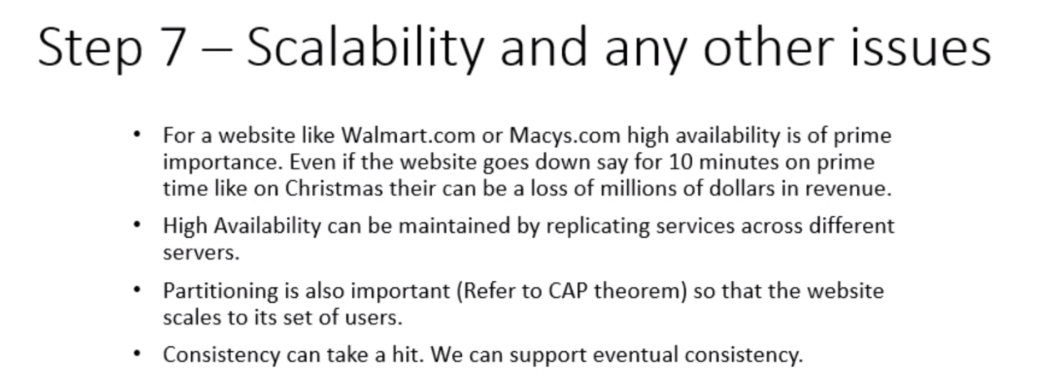 Step 7 – Scalability and any other issues
• For a website like Walmart.com or Macys.com high availability is of prime
importance. Even if the website goes down say for 10 minutes on prime
time like on Christmas their can be a loss of millions of dollars in revenue.
• High Availability can be maintained by replicating services across different
servers.
• Partitioning is also important (Refer to CAP theorem) so that the website
scales to its set of users.
• Consistency can take a hit. We can support eventual consistency.